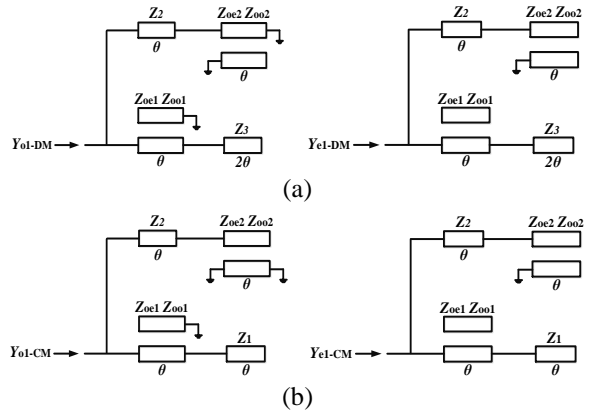 Z2 Zoe2 Zoo2
θ
θ
Zoe1 Zoo1
Yo1-DM
Z3
θ
2θ
Z2 Zoe2 Zoo2
θ
θ
Zoe1 Zoo1
Ye1-DM
Z3
θ
2θ
(a)
Z2 Zoe2 Zoo2
θ
θ
Zoe1 Zoo1
Yo1-CM
Z1
θ
θ
Z2 Zoe2 Zoo2
θ
θ
Zoe1 Zoo1
Ye1-CM
Z1
θ
θ
(b)